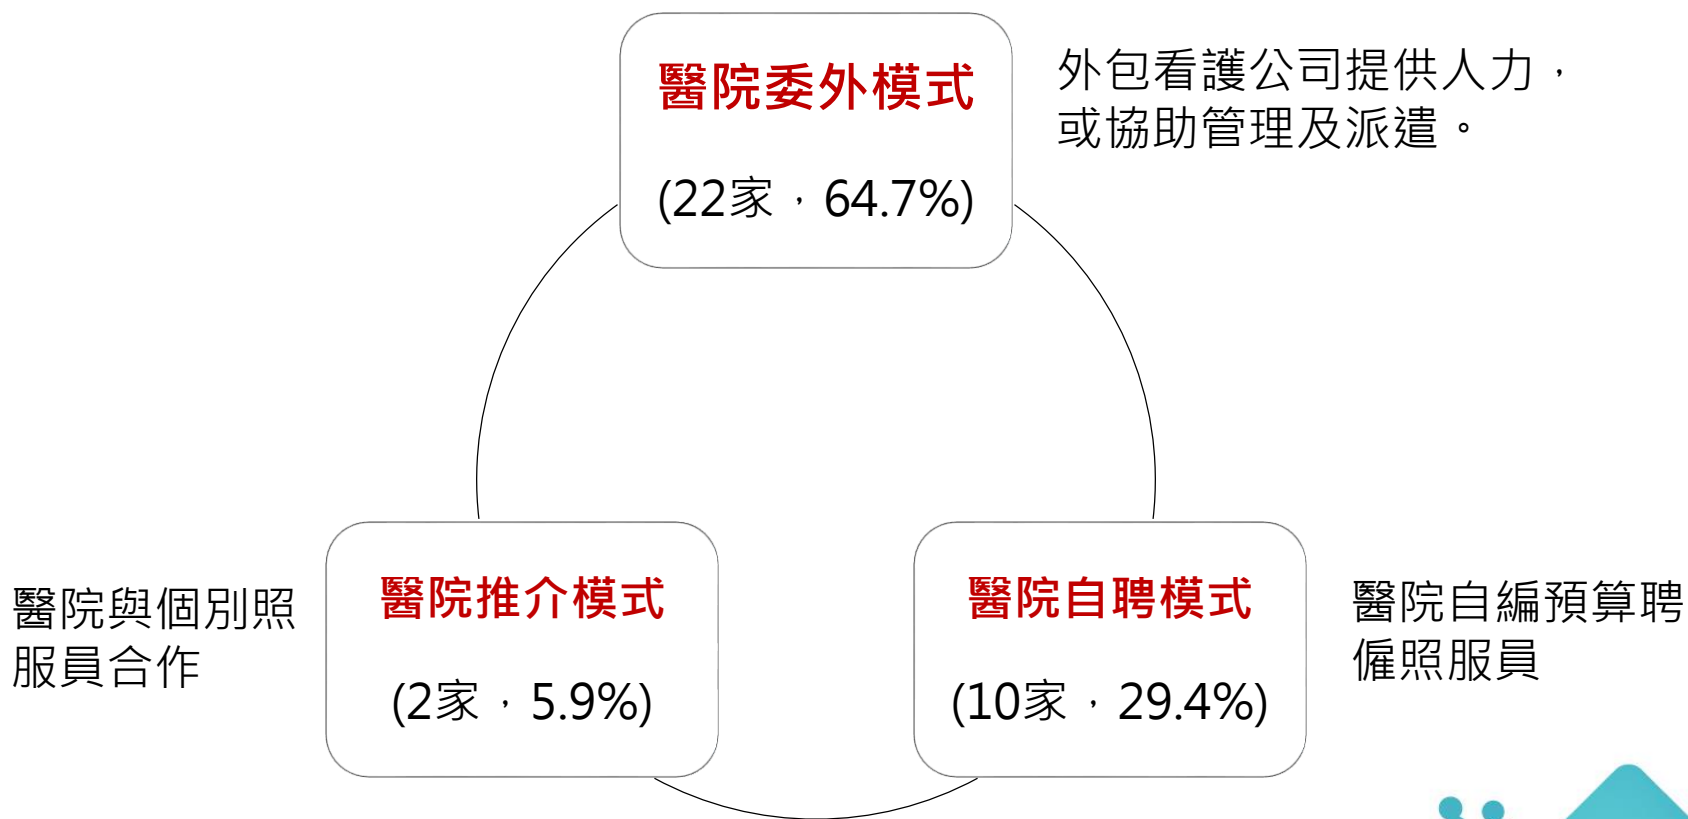 醫院委外模式
(22家，64.7%)
外包看護公司提供人力，
或協助管理及派遣。
醫院與個別照
服員合作
醫院推介模式
(2家，5.9%)
醫院自聘模式
(10家，29.4%)
醫院自編預算聘
僱照服員